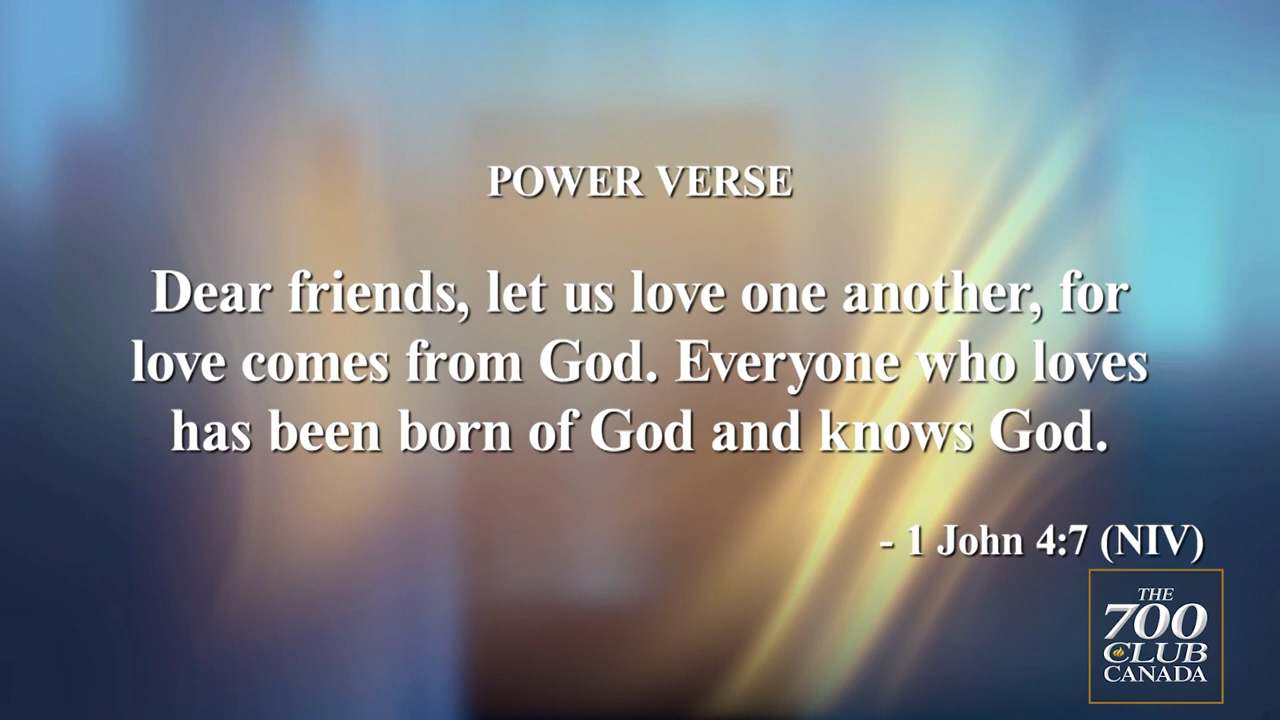 POWER VERSE
Dear friends, let us love one another, for
love comes from God. Everyone who loves
has been born of God and knows God.
- 1 John 4:7 (NIV)
THE
700
CLUB
CANADA